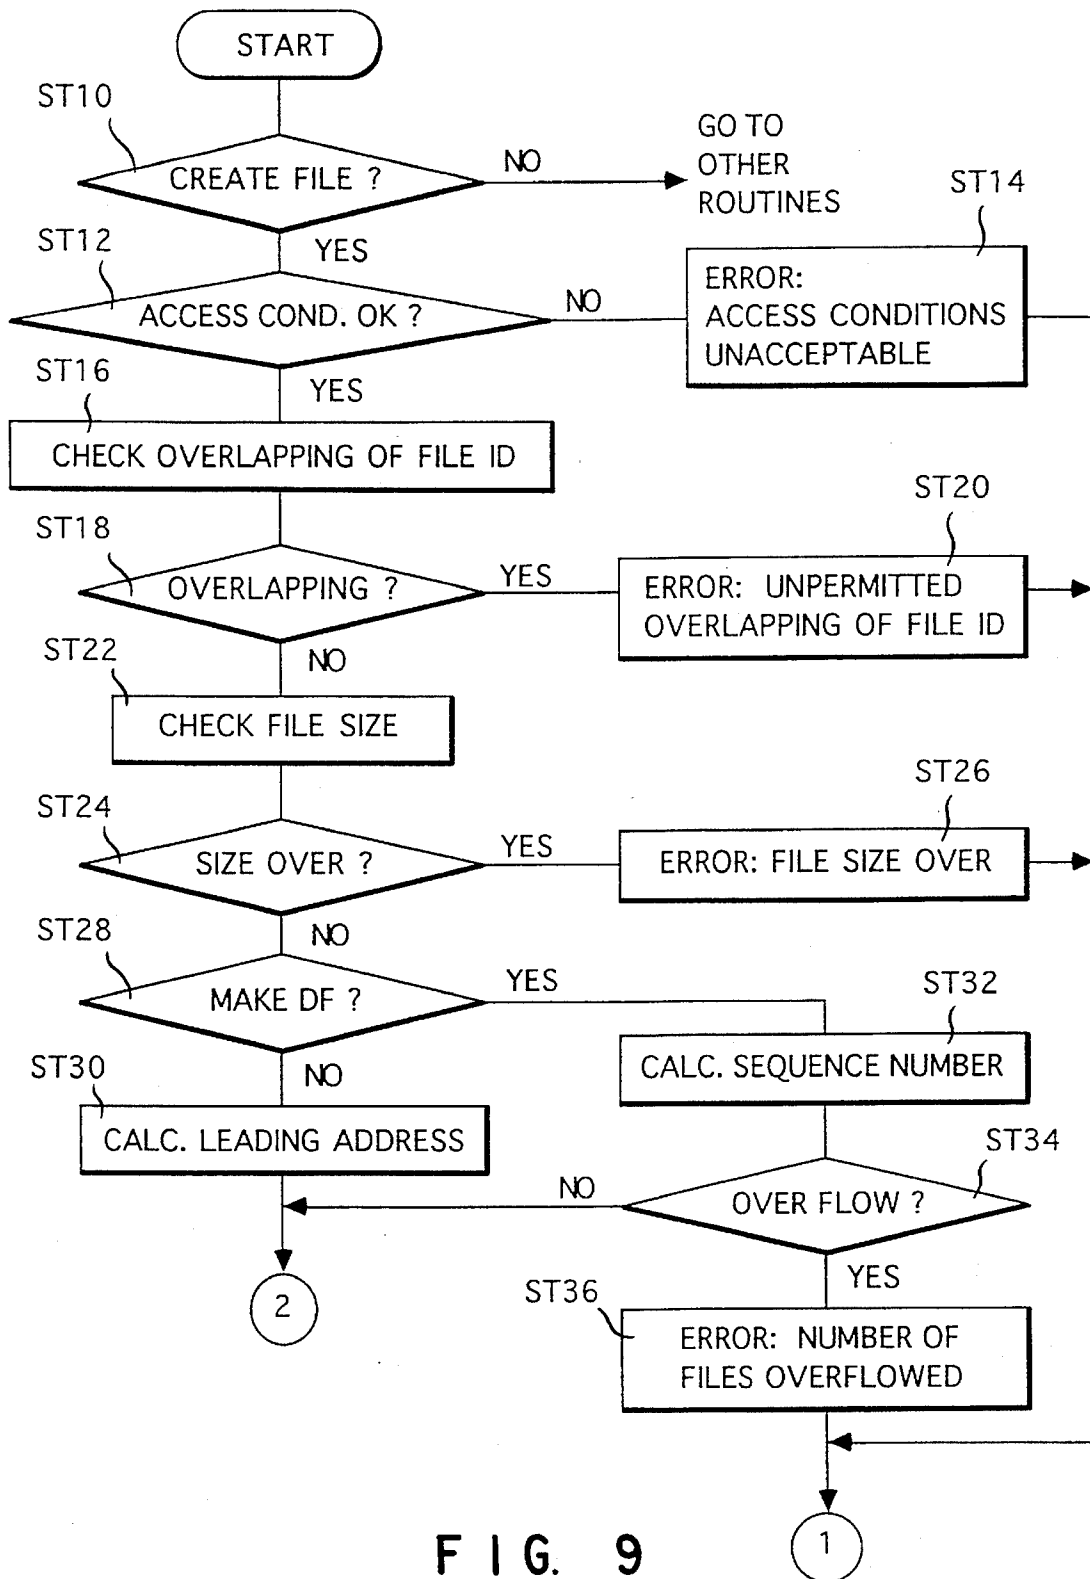 START
ST10
CREATE FILE ?
NO
GO TO
OTHER
ROUTINES
YES
ST12
ACCESS COND. OK ?
NO
ST14
ERROR:
ACCESS CONDITIONS
UNACCEPTABLE
YES
ST16
CHECK OVERLAPPING OF FILE ID
ST18
OVERLAPPING ?
YES
ST20
ERROR: UNPERMITTED
OVERLAPPING OF FILE ID
NO
ST22
CHECK FILE SIZE
ST24
SIZE OVER ?
YES
ST26
ERROR: FILE SIZE OVER
NO
ST28
MAKE DF ?
YES
ST32
CALC. SEQUENCE NUMBER
NO
ST30
CALC. LEADING ADDRESS
ST34
OVER FLOW ?
NO
YES
2
ST36
ERROR: NUMBER OF
FILES OVERFLOWED
1
FIG. 9